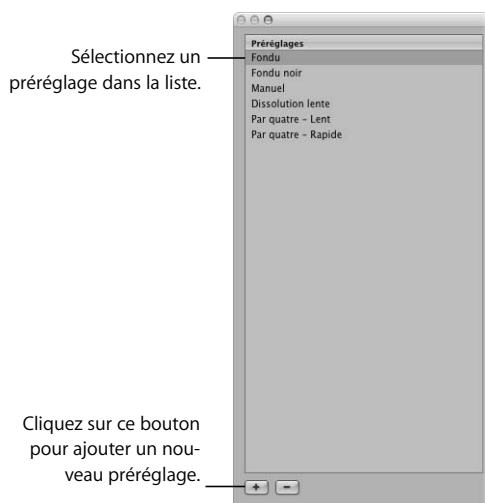 Sélectionnez un
préréglage dans la liste.
Préréglages
Fondu
Fondu noir
Manuel
Dissolution lente
Par quatre – Lent
Par quatre – Rapide
Cliquez sur ce bouton
pour ajouter un nou-
veau préréglage.
+ –